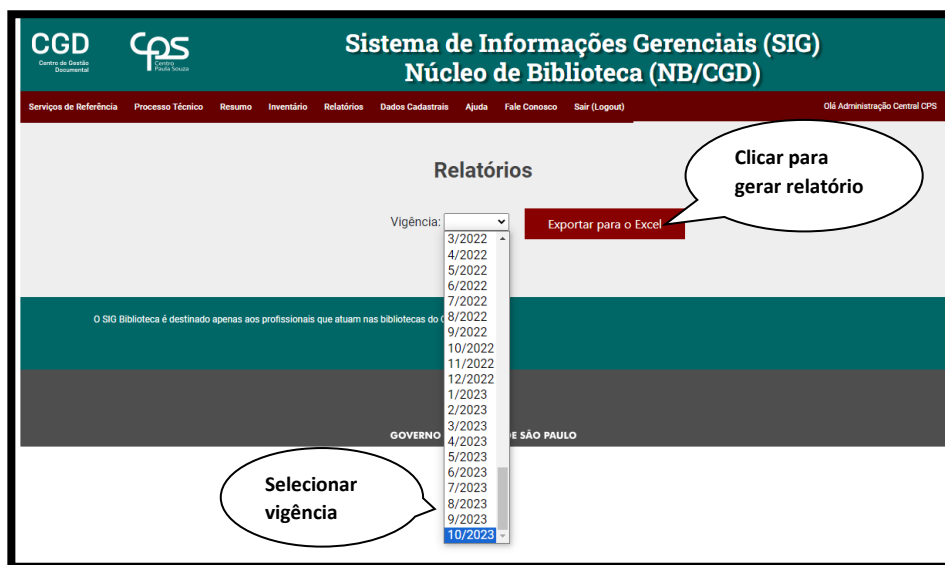 CGD
Centro de Gestão
Documental
CPS
Centro
Paula Souza
Sistema de Informações Gerenciais (SIG)
Núcleo de Biblioteca (NB/CGD)
Serviços de Referência Processo Técnico Resumo Inventário Relatórios Dados Cadastrais Ajuda Fale Conosco Sair (Logout) Olá Administração Central CPS
Relatórios
Clicar para
gerar relatório
Vigência:
Exportar para o Excel
3/2022
4/2022
5/2022
6/2022
7/2022
8/2022
9/2022
10/2022
11/2022
12/2022
1/2023
2/2023
3/2023
4/2023
5/2023
6/2023
7/2023
8/2023
9/2023
10/2023
O SIG Biblioteca é destinado apenas aos profissionais que atuam nas bibliotecas do
GOVERNO
E SÃO PAULO
Selecionar
vigência